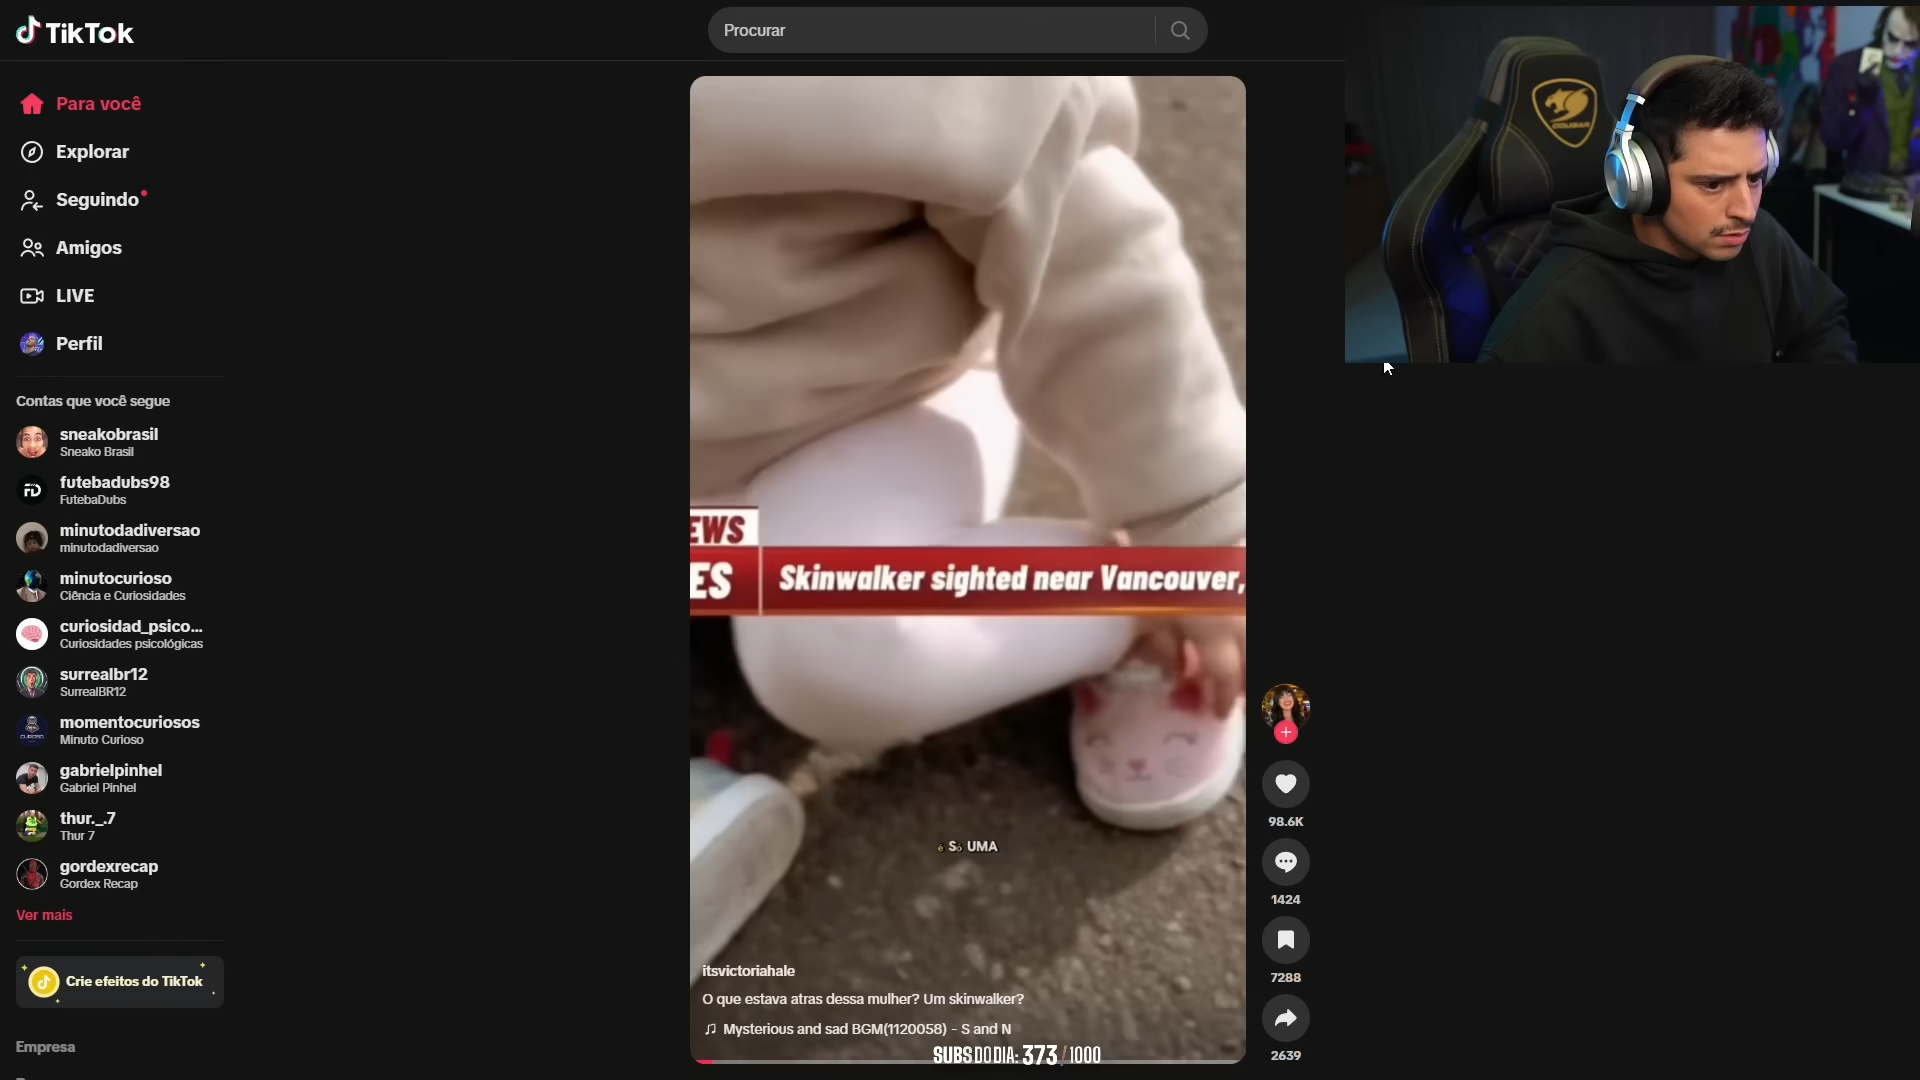 TikTok
Procurar
Para você
Explorar
Seguindo
Amigos
LIVE
Perfil
Contas que você segue
sneakobrasil
Sneako Brasil
futebadubs98
FutebaDubs
minutodadiversao
minutodadiversao
minutocurioso
Ciência e Curiosidades
curiosidad_psico...
Curiosidades psicológicas
surrealbr12
SurrealBR12
momentocuriosos
Minuto Curioso
gabrielpinhel
Gabriel Pinhel
thur._.7
Thur 7
gordexrecap
Gordex Recap
Ver mais
Crie efeitos do TikTok
Empresa
COUGAR
EWS
ES Skinwalker sighted near Vancouver,
é Só UMA
itsvictoriahale
O que estava atras dessa mulher? Um skinwalker?
Mysterious and sad BGM(1120058) - S and N
SUBS DO DIA: 373 / 1000
98.6K
1424
7288
2639